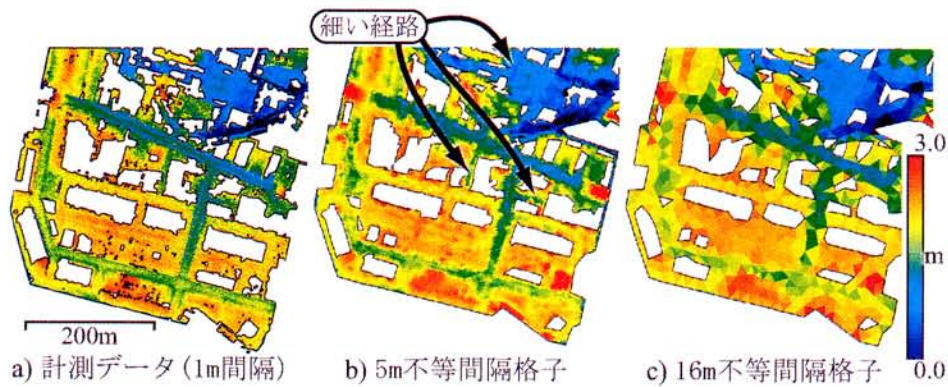 細い経路
3.0
m
0.0
200m
a) 計測データ(1m間隔)
b) 5m不等間隔格子
c) 16m不等間隔格子